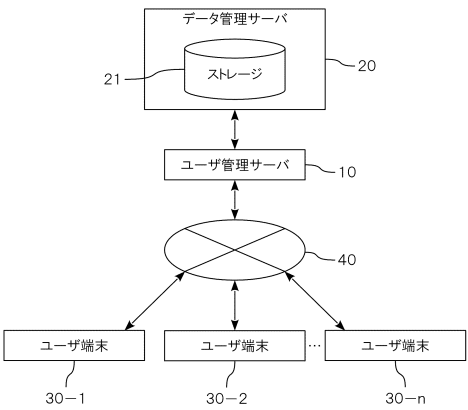 データ管理サーバ
ストレージ
21
20
ユーザ管理サーバ
10
40
ユーザ端末
ユーザ端末
…
ユーザ端末
30-1
30-2
30-n